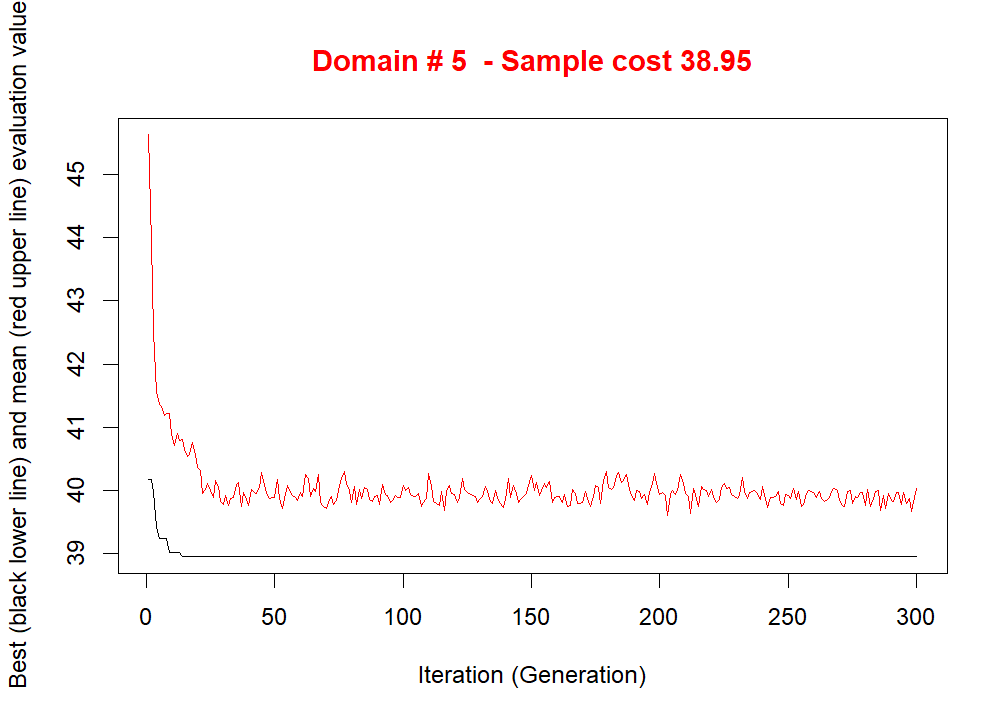 Domain # 5  - Sample cost 38.95
Best (black lower line) and mean (red upper line) evaluation value
45
44
43
42
41
40
39
0 50 100 150 200 250 300
Iteration (Generation)